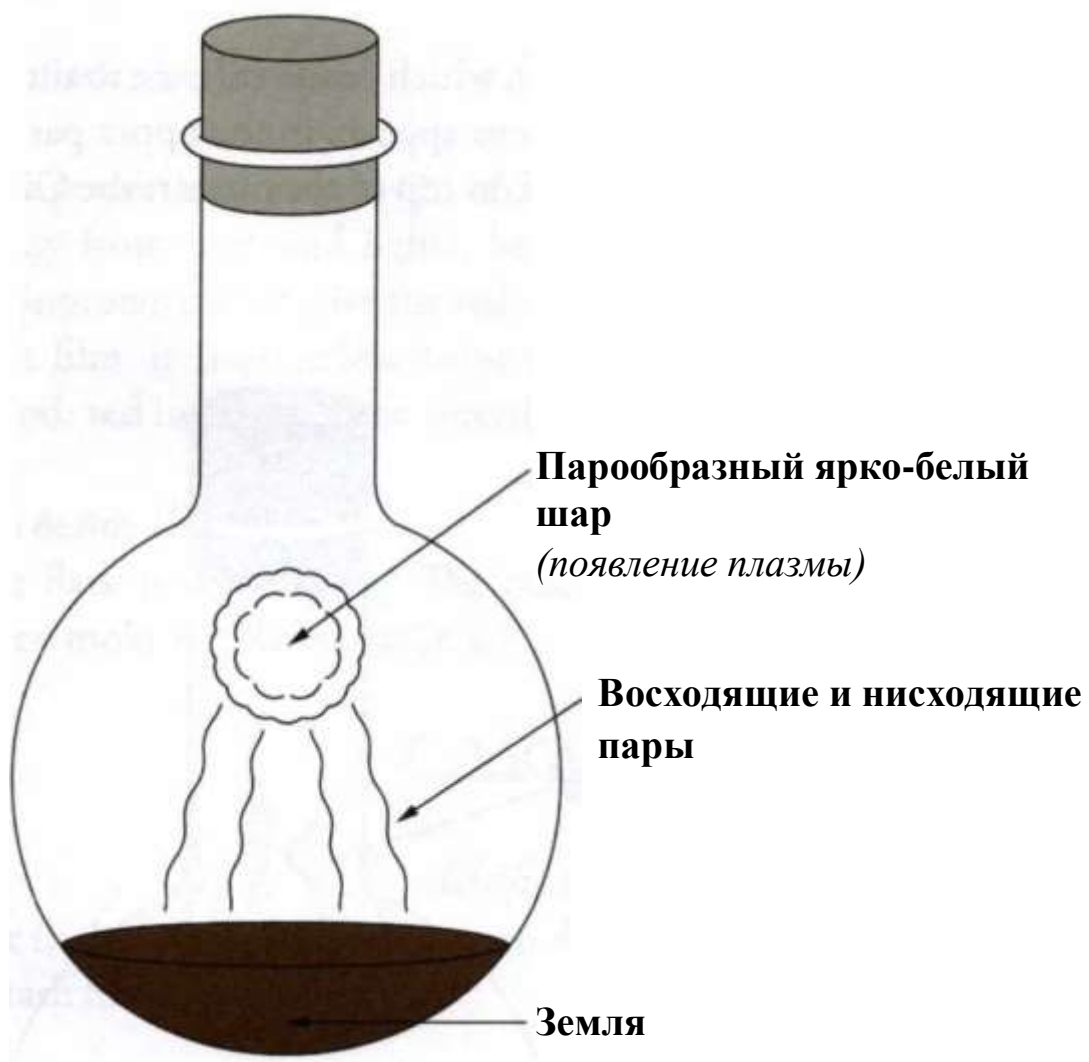 Парообразный ярко-белый
шар
(появление плазмы)
Восходящие и нисходящие
пары
Земля